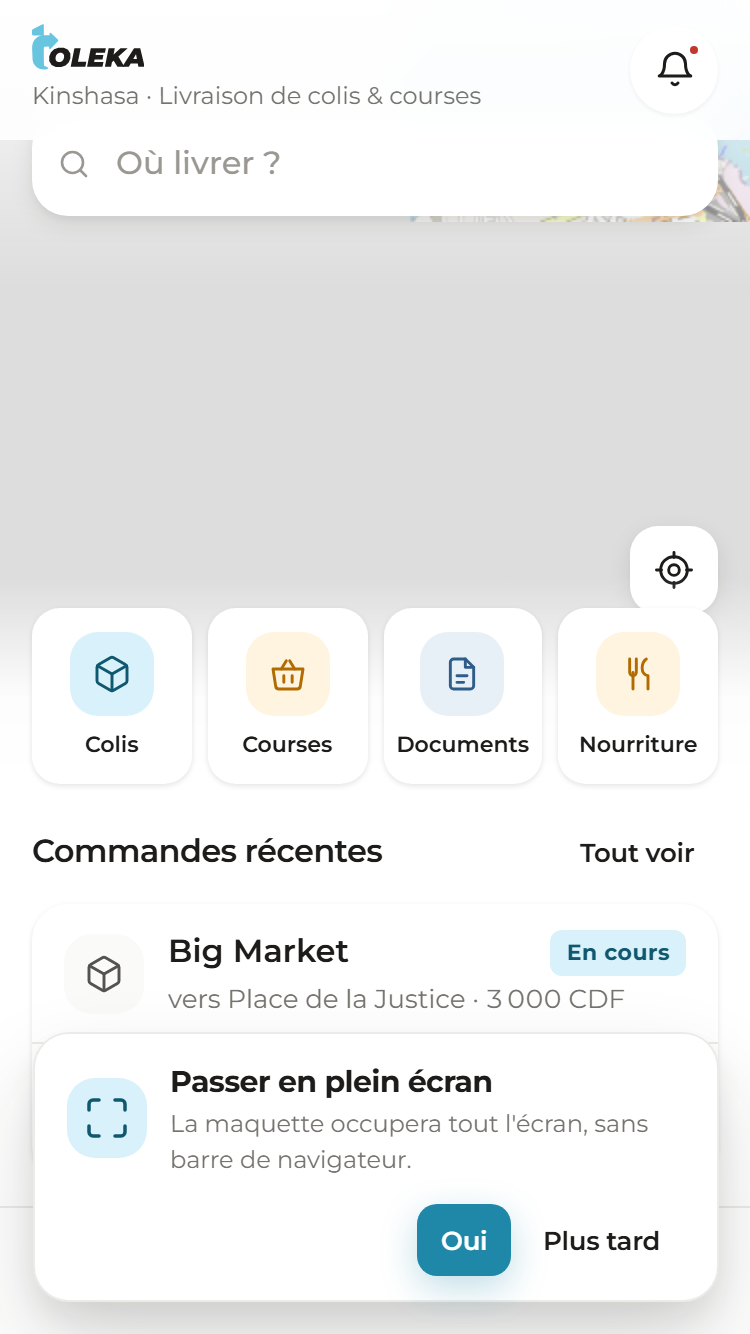 tOLEKA
Kinshasa · Livraison de colis & courses
Où livrer ?
Colis
Courses
Documents
Nourriture
Commandes récentes
Tout voir
Big Market
En cours
vers Place de la Justice · 3 000 CDF
Passer en plein écran
La maquette occupera tout l'écran, sans
barre de navigateur.
Oui
Plus tard